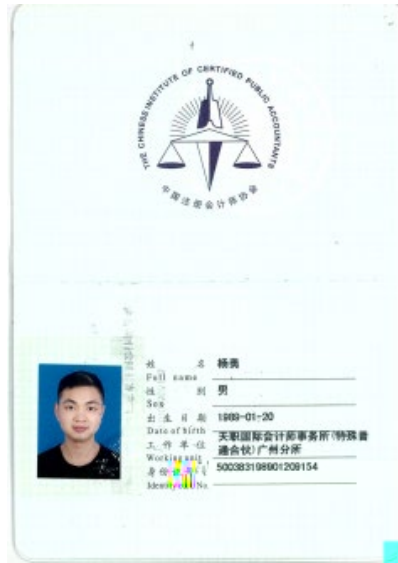 THE CHINESE INSTITUTE OF CERTIFIED PUBLIC ACCOUNTANTS
中国注册会计师协会
姓 名 杨勇
Full name
性 别 男
Sex
出生日期 1989-01-20
Date of birth
工作单位 天职国际会计师事务所(特殊普
Working unit 通合伙)广州分所
身份 500383198901209154
Identity No.